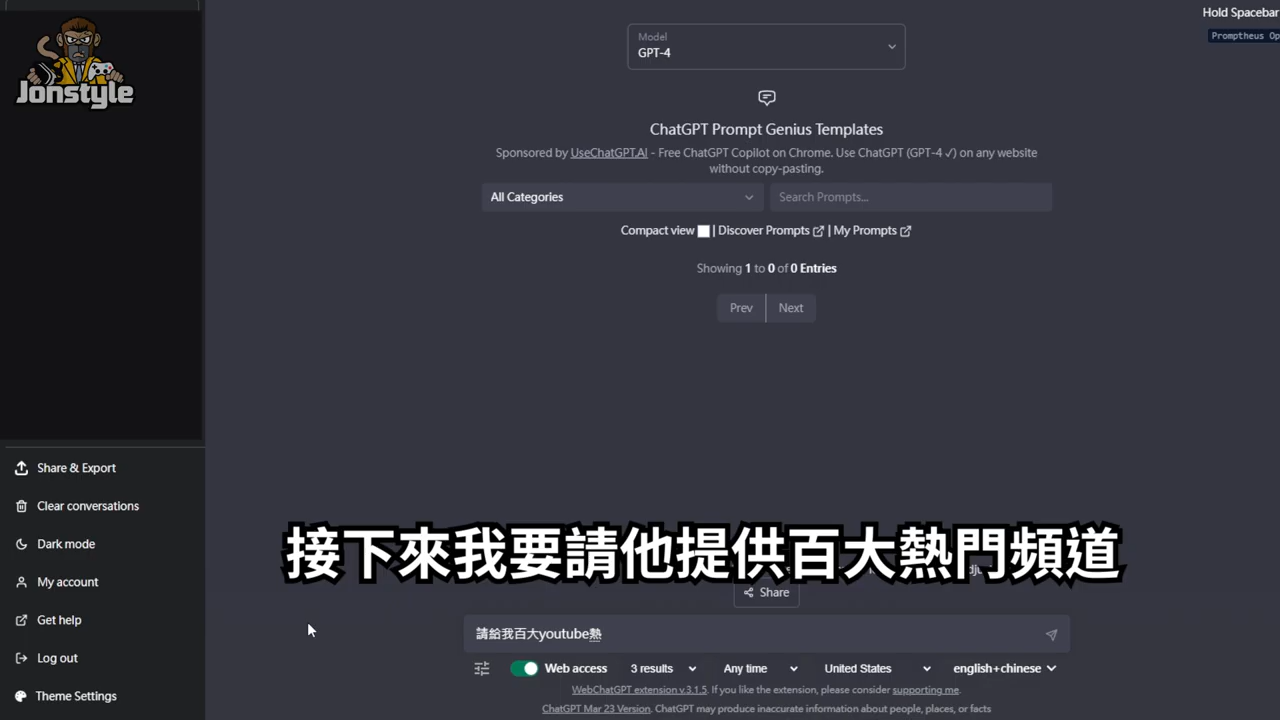 Jonstyle
Hold Spacebar
Promptheus Op
Model
GPT-4
ChatGPT Prompt Genius Templates
Sponsored by UseChatGPT.AI - Free ChatGPT Copilot on Chrome. Use ChatGPT (GPT-4 ✓) on any website
without copy-pasting.
All Categories
Search Prompts...
Compact view | Discover Prompts | My Prompts
Showing 1 to 0 of 0 Entries
Prev
Next
Share & Export
Clear conversations
Dark mode
My account
Get help
Log out
Theme Settings
接下來我要請他提供百大熱門頻道
Share
請給我百大youtube熱
Web access
3 results
Any time
United States
english+chinese
WebChatGPT extension v.3.1.5. If you like the extension, please consider supporting me.
ChatGPT Mar 23 Version. ChatGPT may produce inaccurate information about people, places, or facts